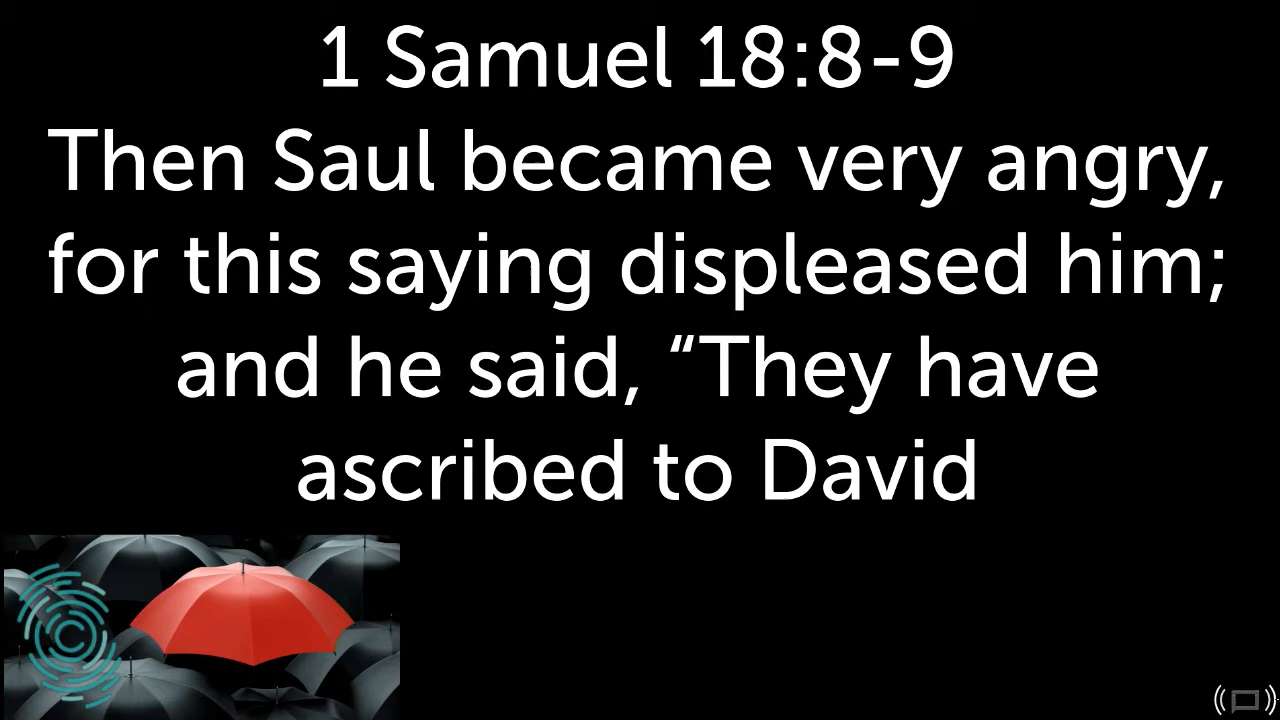 1 Samuel 18:8-9
Then Saul became very angry,
for this saying displeased him;
and he said, “They have
ascribed to David